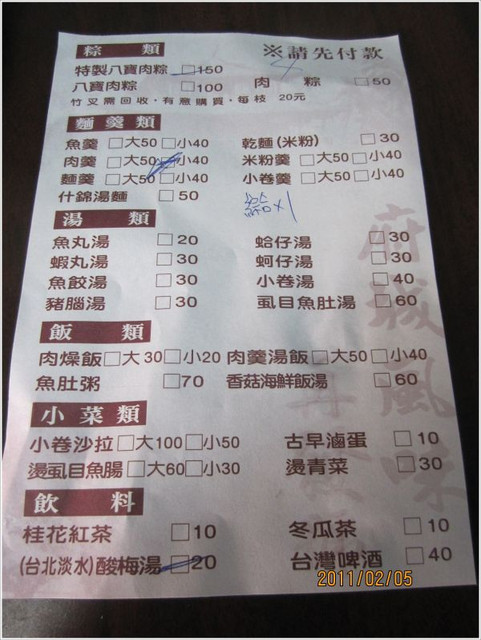 粽類 ※請先付款
特製八寶肉粽 □150
八寶肉粽 □100 肉粽 □50
竹叉需回收‧有意購買‧每枝 20元
麵羹類
魚羹 □大50 □小40 乾麵(米粉) □30
肉羹 □大50 □小40 米粉羹 □大50 □小40
麵羹 □大50 □小40 小卷羹 □大50 □小40
什錦湯麵 □50
湯類
魚丸湯 □20 蛤仔湯 □30
蝦丸湯 □30 蚵仔湯 □30
魚餃湯 □30 小卷湯 □40
豬腦湯 □30 虱目魚肚湯 □60
飯類
肉燥飯 □大30 □小20 肉羹湯飯 □大50 □小40
魚肚粥 □70 香菇海鮮飯湯 □60
小菜類
小卷沙拉 □大100 □小50 古早滷蛋 □10
燙虱目魚腸 □大60 □小30 燙青菜 □30
飲料
桂花紅茶 □10 冬瓜茶 □10
(台北淡水)酸梅湯 □20 台灣啤酒 □40
2011/02/05